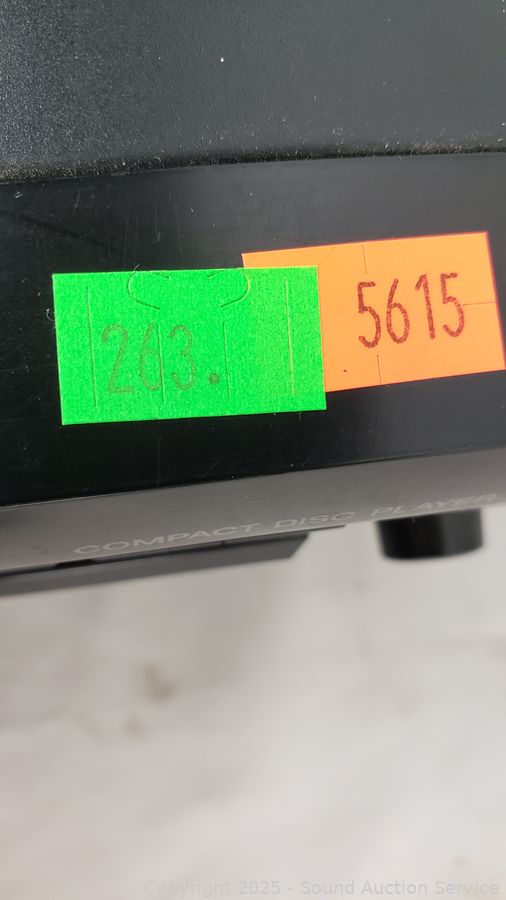 263.
5615
COMPACT DISC PLAYER
Copyright 2025 - Sound Auction Service